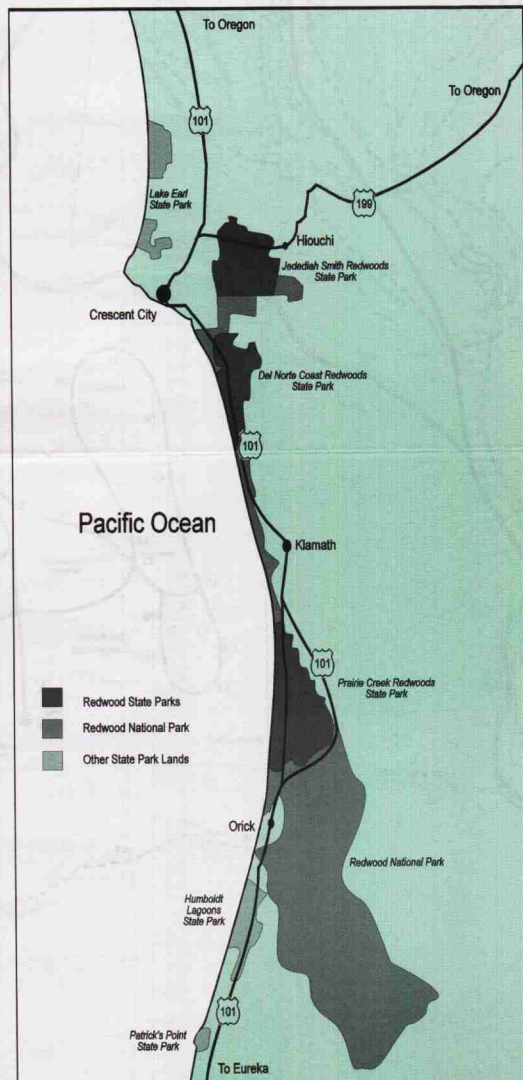 To Oregon
To Oregon
101
199
Lake Earl
State Park
Hiouchi
Jedediah Smith Redwoods
State Park
Crescent City
Del Norte Coast Redwoods
State Park
101
Pacific Ocean
Klamath
101
Prairie Creek Redwoods
State Park
Redwood State Parks
Redwood National Park
Other State Park Lands
Orick
Redwood National Park
Humboldt
Lagoons
State Park
101
Patrick's Point
State Park
To Eureka